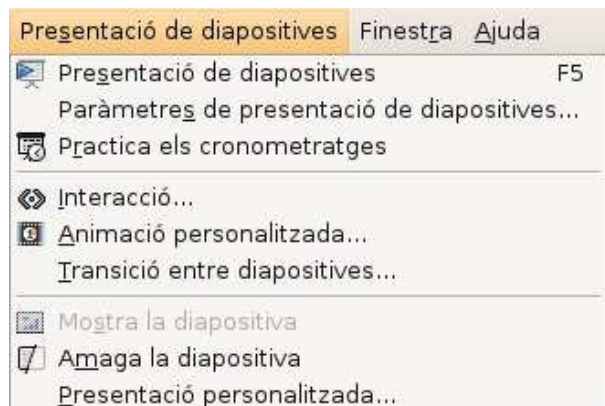 Presentació de diapositives Finestra Ajuda
Presentació de diapositives F5
Paràmetres de presentació de diapositives...
Practica els cronometratges
Interacció...
Animació personalitzada...
Transició entre diapositives...
Mostra la diapositiva
Amaga la diapositiva
Presentació personalitzada...